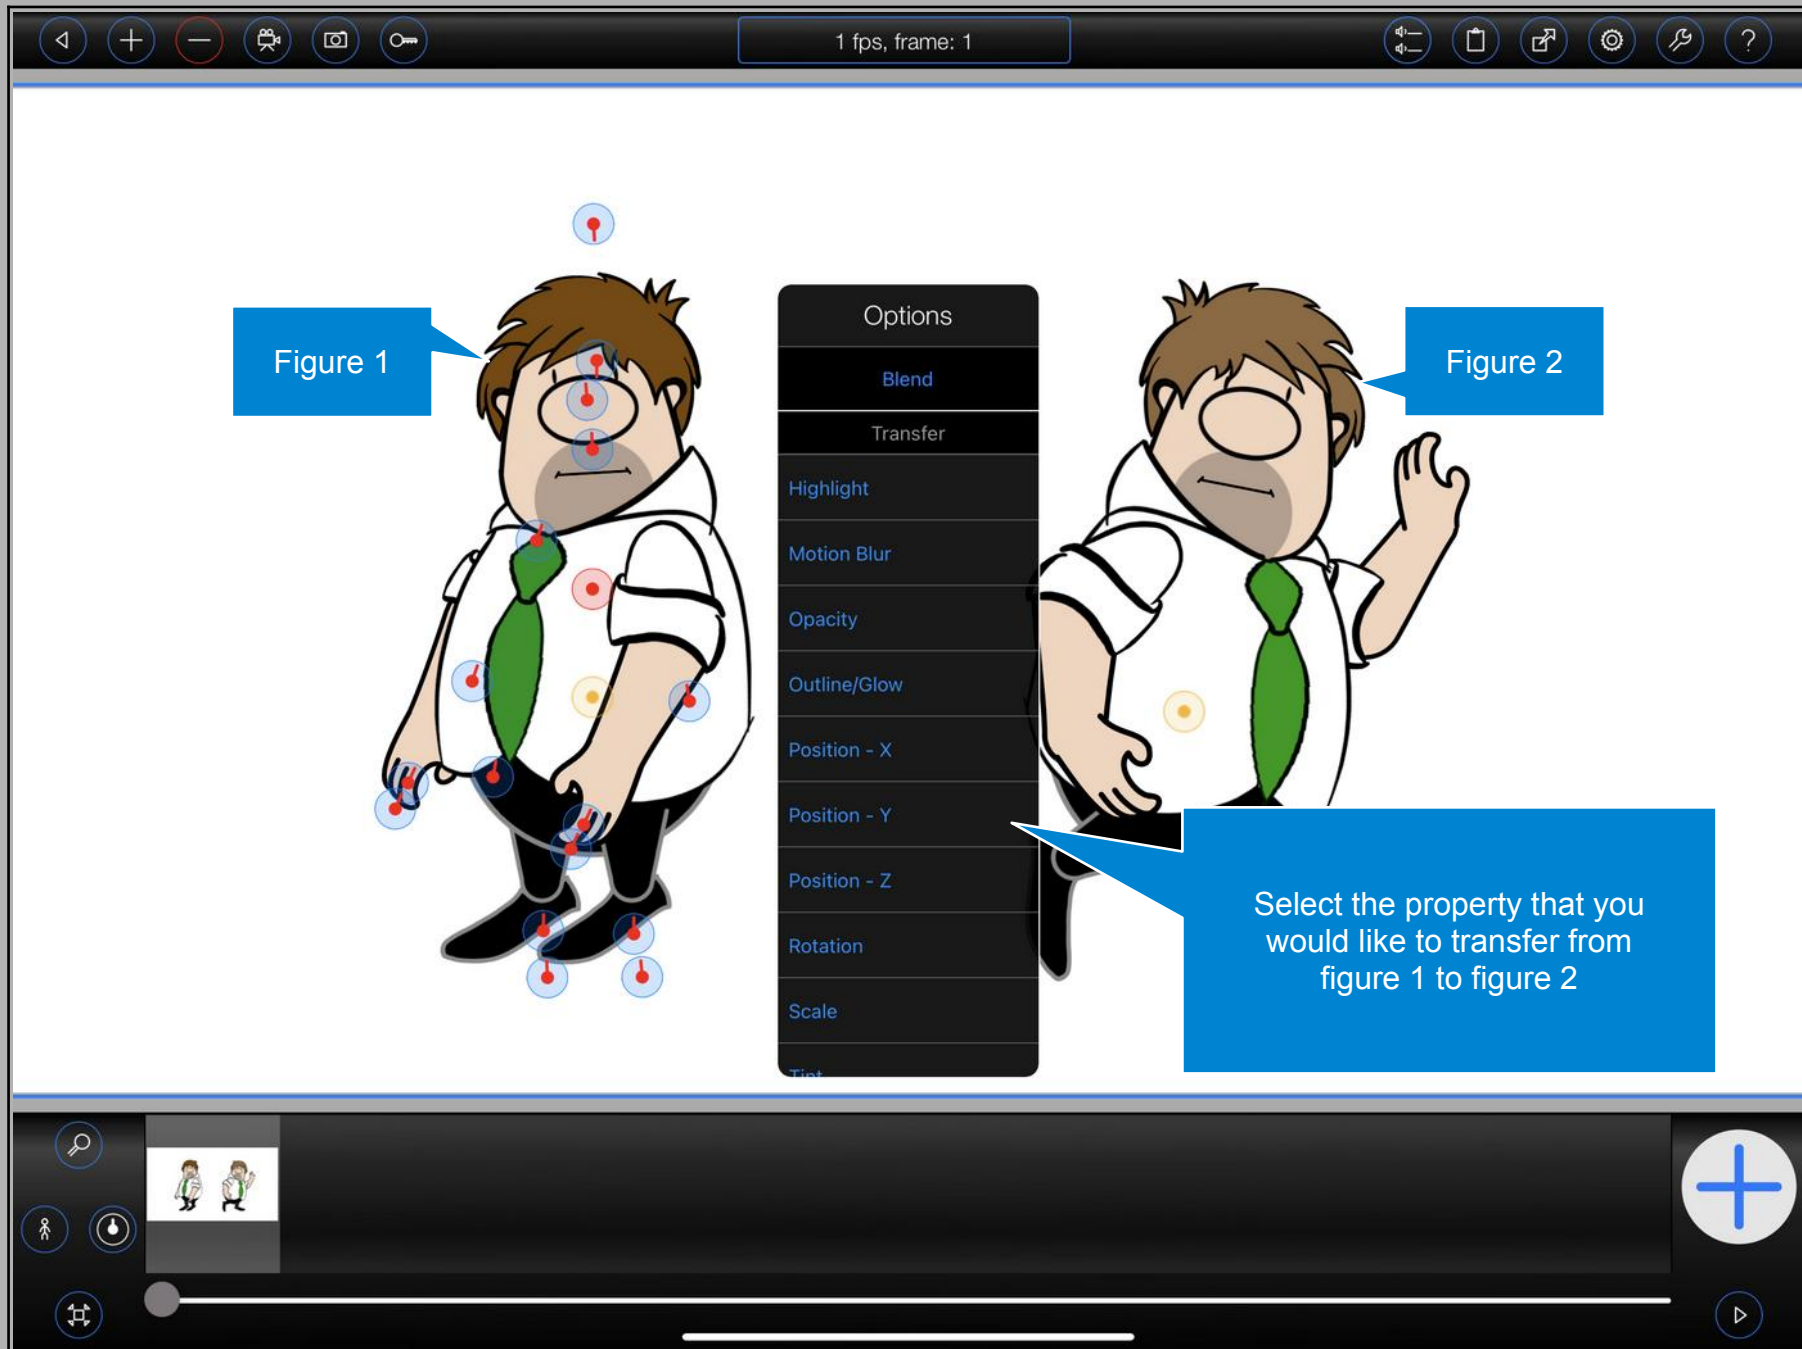 1 fps, frame: 1
?
Figure 1
Options
Blend
Transfer
Highlight
Motion Blur
Opacity
Outline/Glow
Position - X
Position - Y
Position - Z
Rotation
Scale
Tint
Figure 2
Select the property that you
would like to transfer from
figure 1 to figure 2